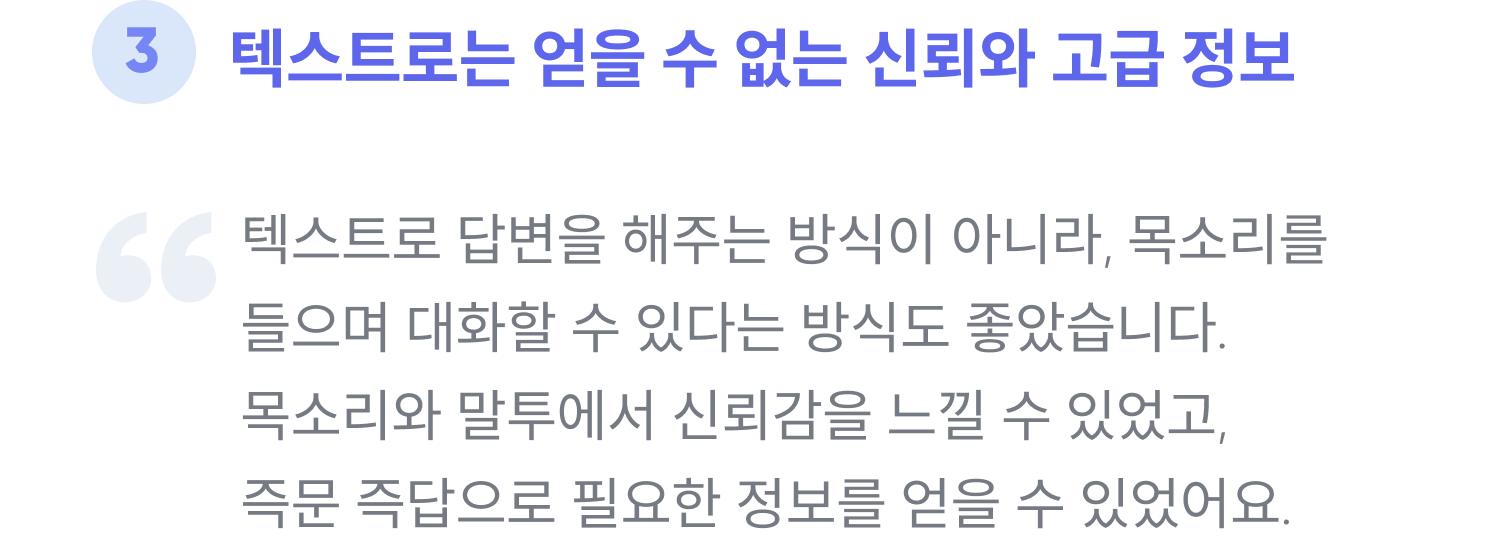 3 텍스트로는 얻을 수 없는 신뢰와 고급 정보
“ 텍스트로 답변을 해주는 방식이 아니라, 목소리를
들으며 대화할 수 있다는 방식도 좋았습니다.
목소리와 말투에서 신뢰감을 느낄 수 있었고,
즉문 즉답으로 필요한 정보를 얻을 수 있었어요.